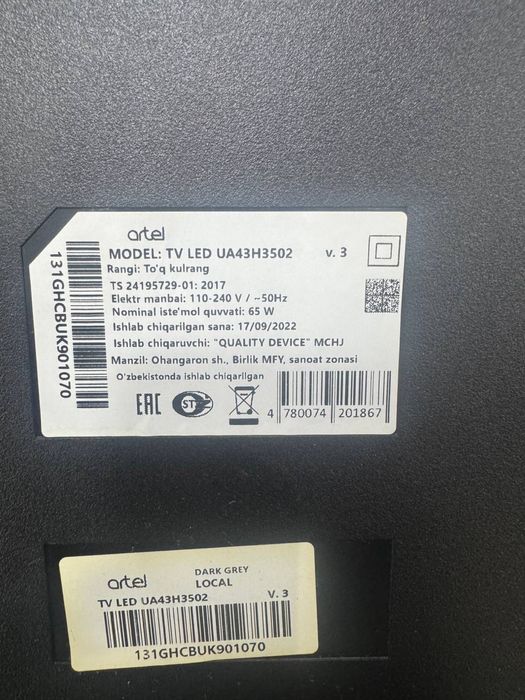 artel
MODEL: TV LED UA43H3502 v. 3
Rangi: To'q kulrang
TS 24195729-01: 2017
Elektr manbai: 110-240 V / ~50Hz
Nominal iste'mol quvvati: 65 W
Ishlab chiqarilgan sana: 17/09/2022
Ishlab chiqaruvchi: "QUALITY DEVICE" MCHJ
Manzil: Ohangaron sh., Birlik MFY, sanoat zonasi
O'zbekistonda ishlab chiqarilgan
131GHCBUK901070
EAC ST
4 780074 201867
artel DARK GREY
LOCAL
TV LED UA43H3502 V. 3
131GHCBUK901070